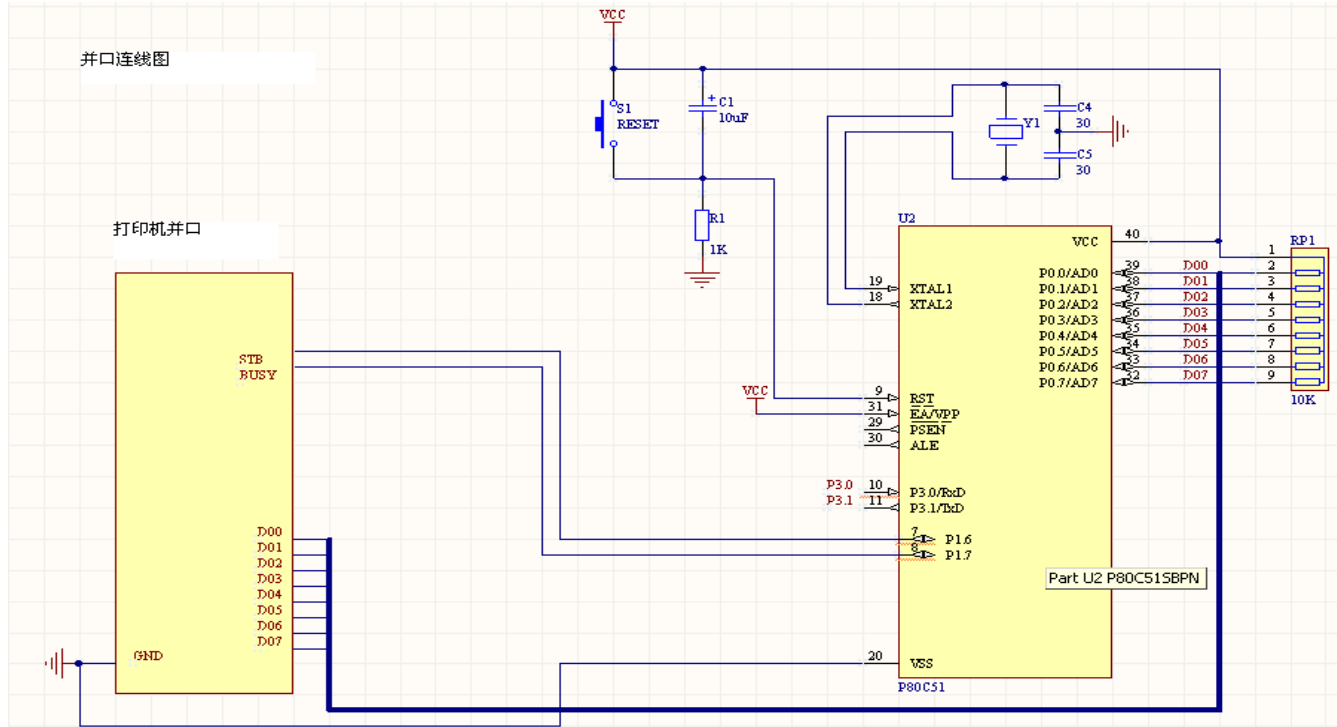 并口连线图
VCC
S1
RESET
C1
10uF
R1
1K
Y1
C4
30
C5
30
打印机并口
STB
BUSY
D00
D01
D02
D03
D04
D05
D06
D07
GND
U2
VCC 40
P0.0/AD0 39 D00
P0.1/AD1 38 D01
P0.2/AD2 37 D02
P0.3/AD3 36 D03
P0.4/AD4 35 D04
P0.5/AD5 34 D05
P0.6/AD6 33 D06
P0.7/AD7 32 D07
19 XTAL1
18 XTAL2
VCC
9 RST
31 EA/VPP
29 PSEN
30 ALE
P3.0 10 P3.0/RxD
P3.1 11 P3.1/TxD
7 P1.6
8 P1.7
Part U2 P80C51SBPN
20 VSS
P80C51
RP1
1
2
3
4
5
6
7
8
9
10K